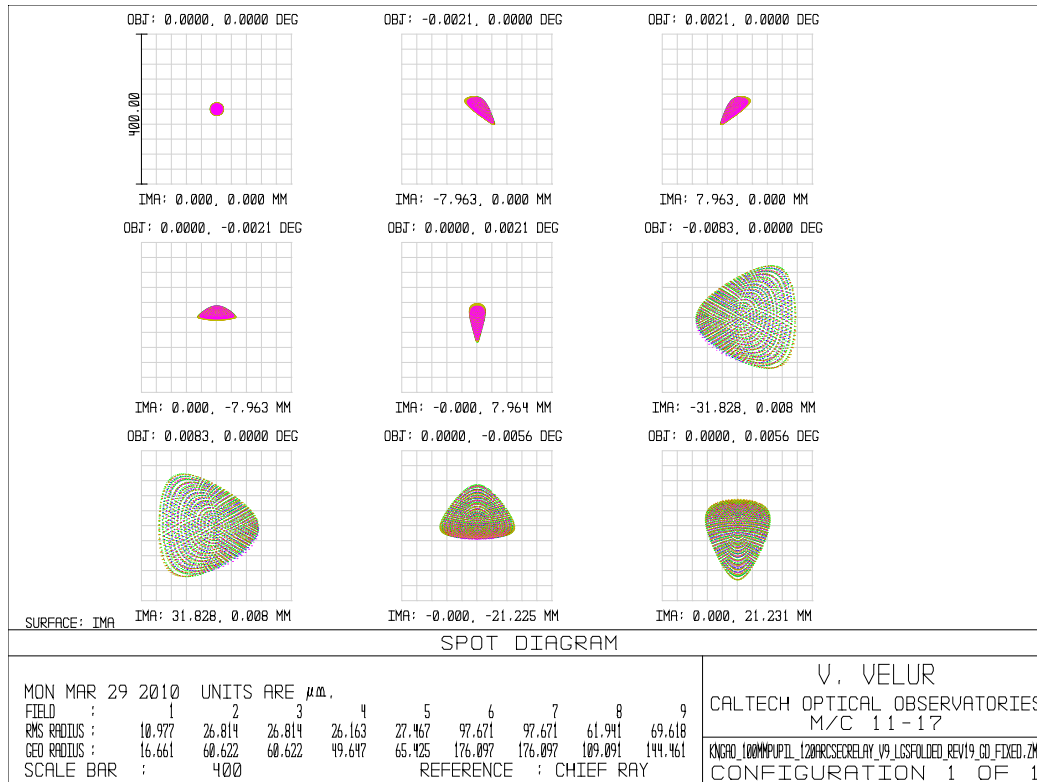 OBJ: 0.0000, 0.0000 DEG
OBJ: -0.0021, 0.0000 DEG
OBJ: 0.0021, 0.0000 DEG
400.00
IMA: 0.000, 0.000 MM
IMA: -7.963, 0.000 MM
IMA: 7.963, 0.000 MM
OBJ: 0.0000, -0.0021 DEG
OBJ: 0.0000, 0.0021 DEG
OBJ: -0.0083, 0.0000 DEG
IMA: 0.000, -7.963 MM
IMA: -0.000, 7.964 MM
IMA: -31.828, 0.008 MM
OBJ: 0.0083, 0.0000 DEG
OBJ: 0.0000, -0.0056 DEG
OBJ: 0.0000, 0.0056 DEG
IMA: 31.828, 0.008 MM
IMA: -0.000, -21.225 MM
IMA: 0.000, 21.231 MM
SURFACE: IMA
SPOT DIAGRAM
MON MAR 29 2010 UNITS ARE µm.
FIELD : 1 2 3 4 5 6 7 8 9
RMS RADIUS : 10.977 26.814 26.814 26.163 27.467 97.671 97.671 61.941 69.618
GEO RADIUS : 16.661 60.622 60.622 49.647 65.425 176.097 176.097 109.091 144.461
SCALE BAR : 400 REFERENCE : CHIEF RAY
V. VELUR
CALTECH OPTICAL OBSERVATORIES
M/C 11-17
KNGAO_100MMPUPIL_120ARCSECRELAY_V9_LGSFOLDED_REV19_GD_FIXED.ZM
CONFIGURATION 1 OF 1